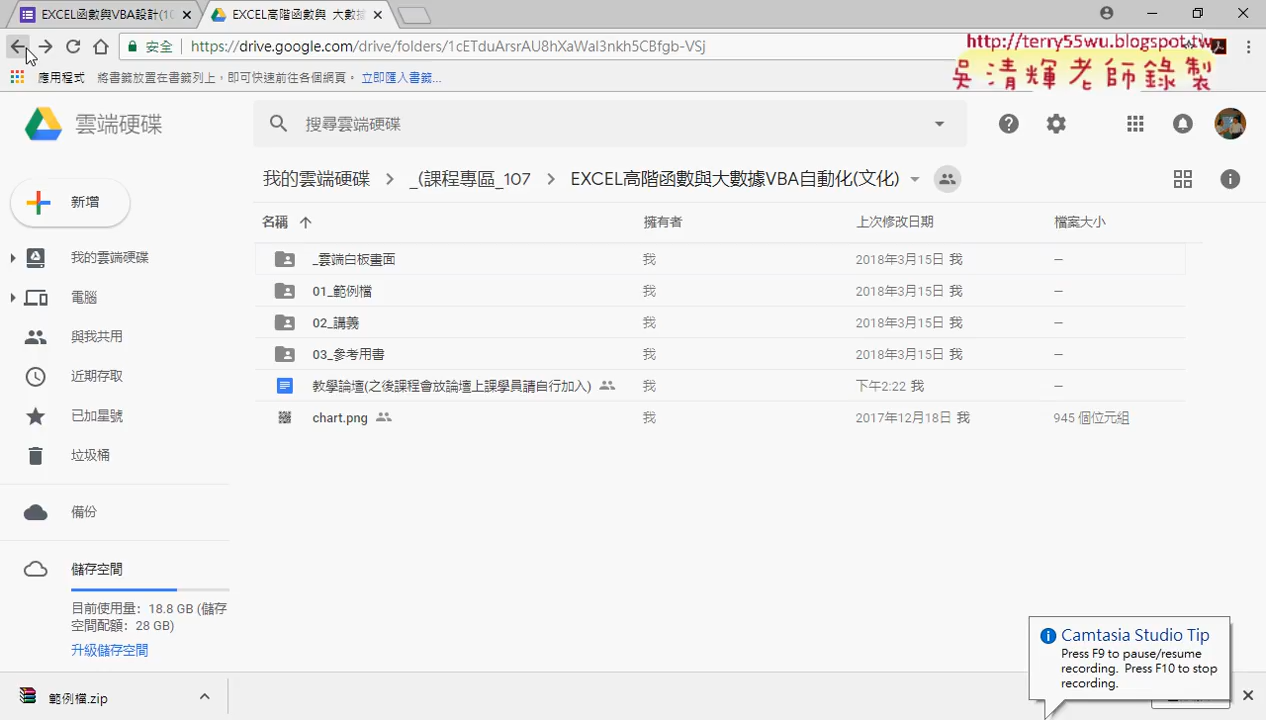 EXCEL函數與VBA設計(10
EXCEL高階函數與 大數據
安全
https://drive.google.com/drive/folders/1cETduArsrAU8hXaWaI3nkh5CBfgb-VSj
http://terry55wu.blogspot.tw
吳清輝老師錄製
應用程式
將書籤放置在書籤列上，即可快速前往各個網頁。
立即匯入書籤...
雲端硬碟
搜尋雲端硬碟
新增
我的雲端硬碟
電腦
與我共用
近期存取
已加星號
垃圾桶
備份
儲存空間
目前使用量：18.8 GB (儲存
空間配額：28 GB)
升級儲存空間
我的雲端硬碟 > _(課程專區_107 > EXCEL高階函數與大數據VBA自動化(文化)
名稱 擁有者 上次修改日期 檔案大小
_雲端白板畫面 我 2018年3月15日 我 —
01_範例檔 我 2018年3月15日 我 —
02_講義 我 2018年3月15日 我 —
03_參考用書 我 2018年3月15日 我 —
教學論壇(之後課程會放論壇上課學員請自行加入) 我 下午2:22 我 —
chart.png 我 2017年12月18日 我 945 個位元組
範例檔.zip
Camtasia Studio Tip
Press F9 to pause/resume
recording. Press F10 to stop
recording.